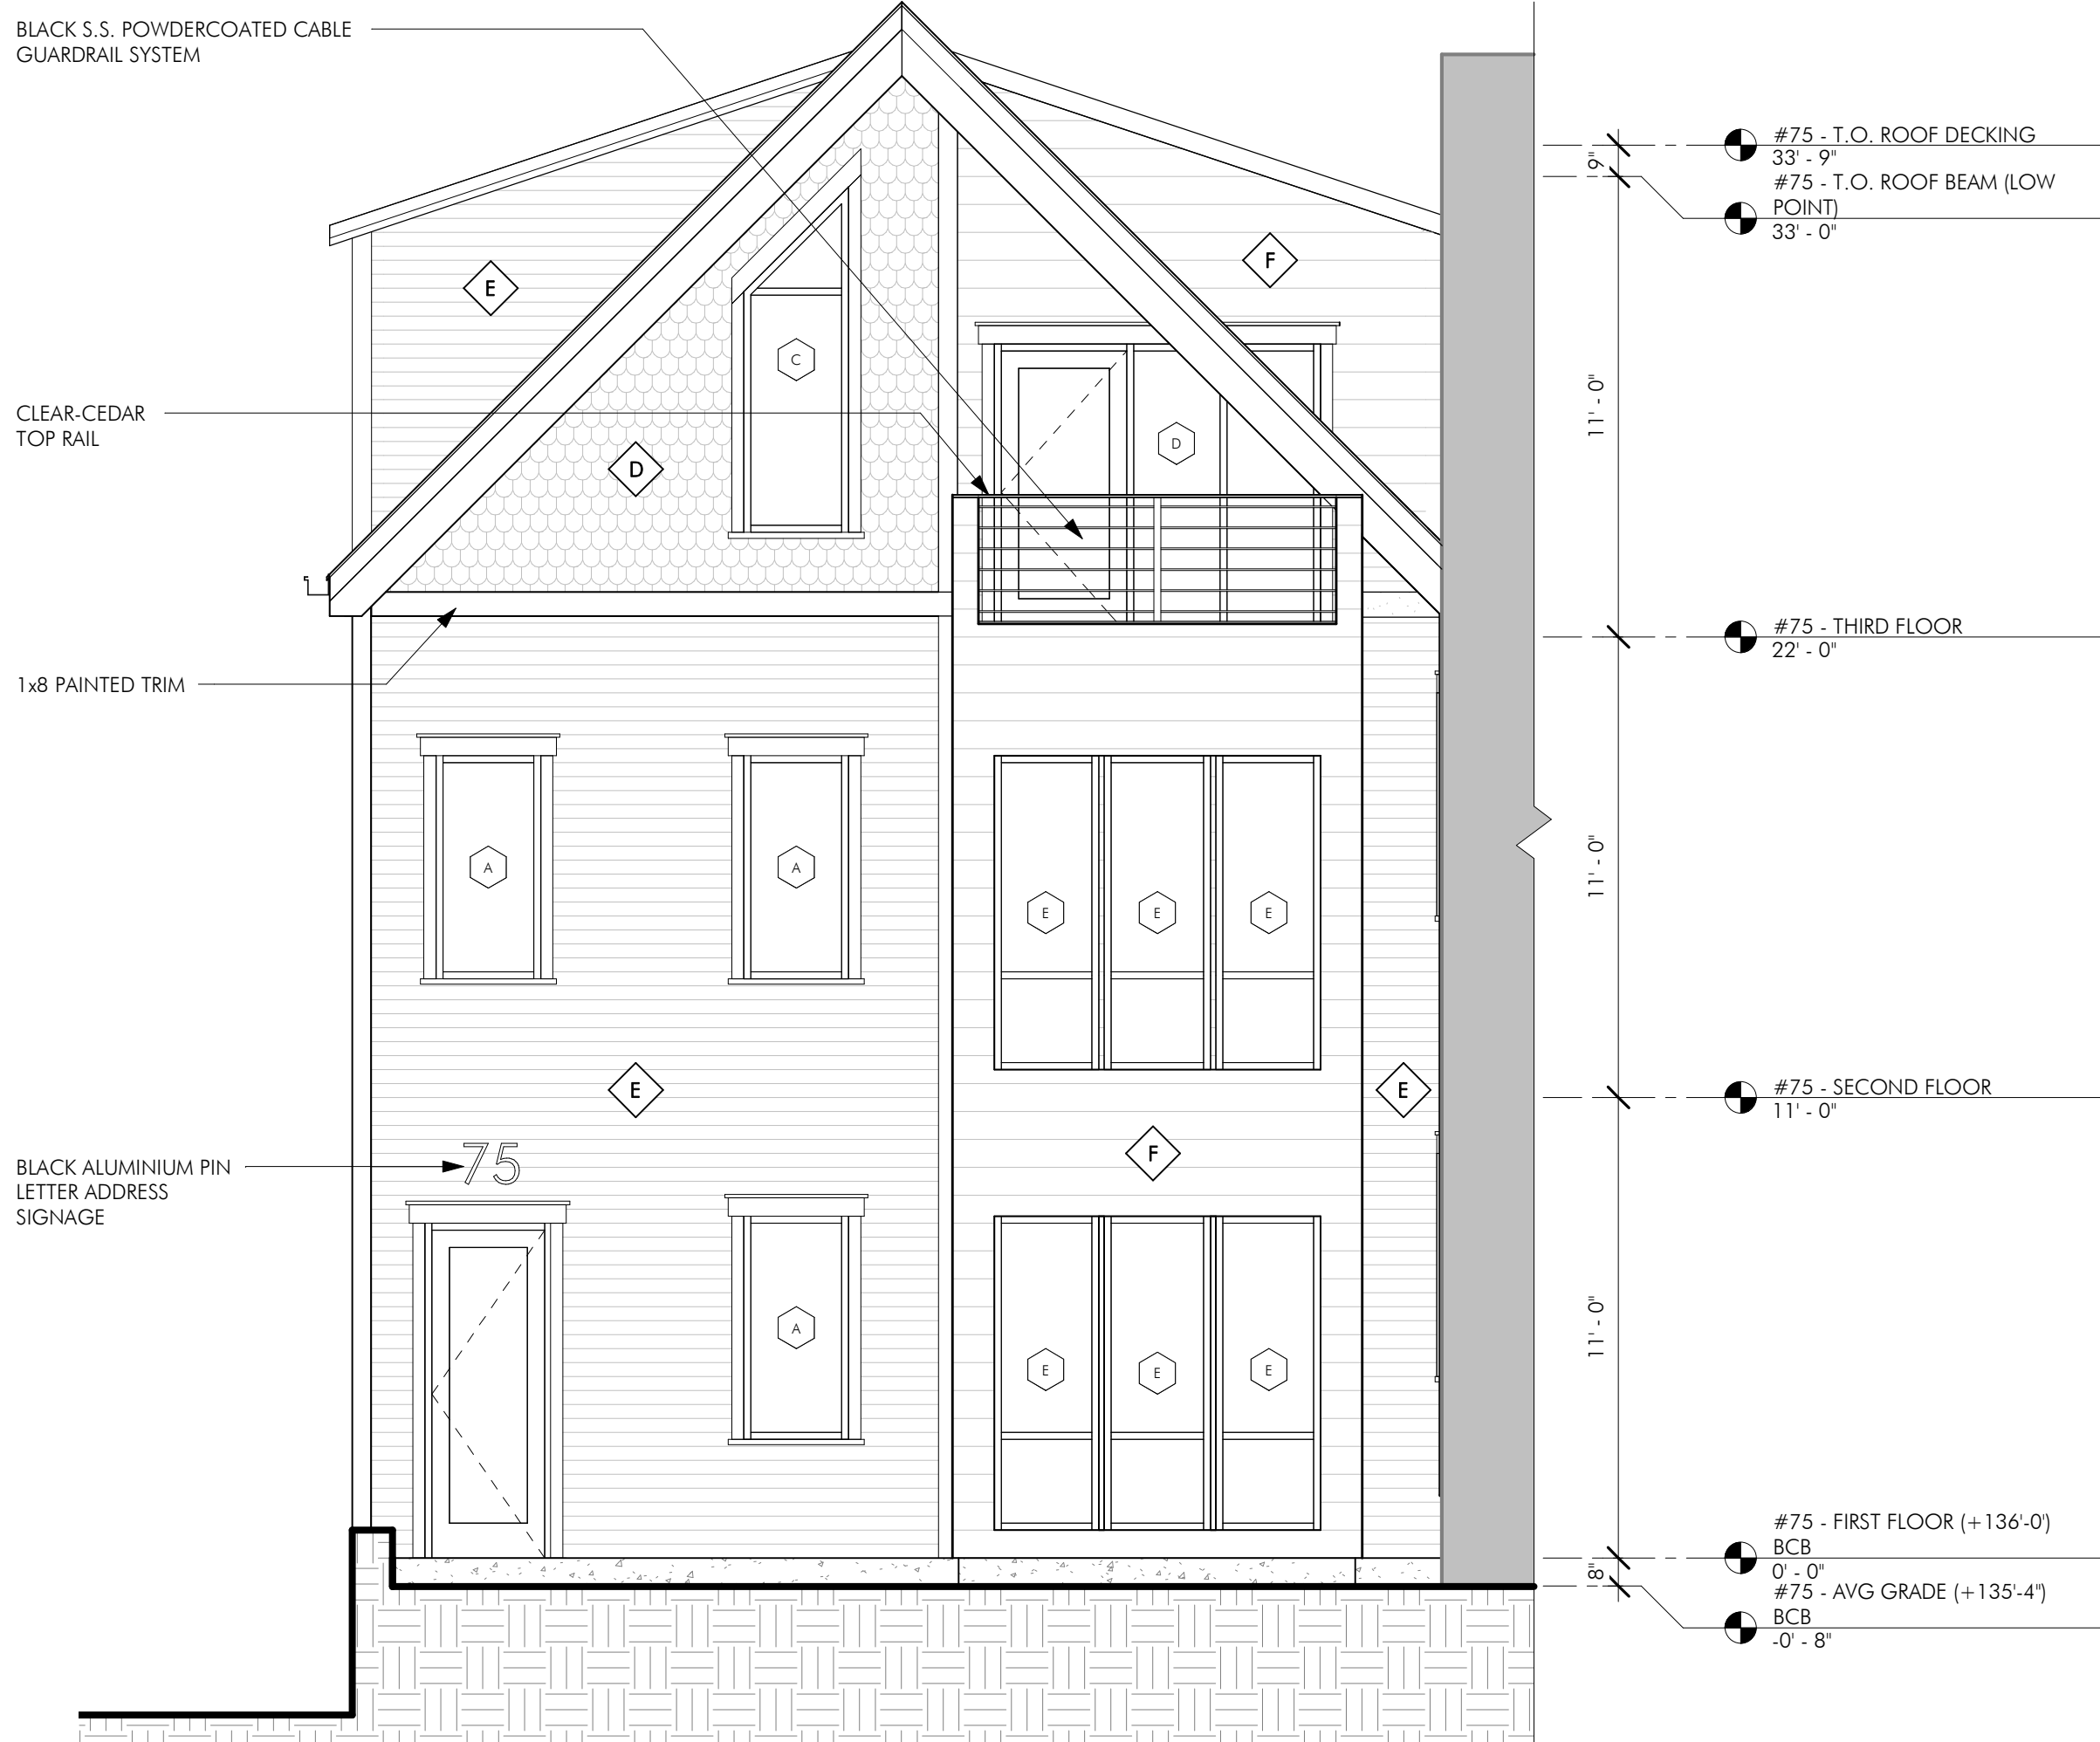 BLACK S.S. POWDERCOATED CABLE
GUARDRAIL SYSTEM
#75 - T.O. ROOF DECKING
33' - 9"
9"
#75 - T.O. ROOF BEAM (LOW
POINT)
33' - 0"
E
F
C
11' - 0"
CLEAR-CEDAR
TOP RAIL
D
D
#75 - THIRD FLOOR
22' - 0"
1x8 PAINTED TRIM
A
A
11' - 0"
E
E
E
E
E
#75 - SECOND FLOOR
11' - 0"
F
75
BLACK ALUMINIUM PIN
LETTER ADDRESS
SIGNAGE
A
11' - 0"
E
E
E
#75 - FIRST FLOOR (+136'-0')
BCB
0' - 0"
8"
#75 - AVG GRADE (+135'-4")
BCB
-0' - 8"